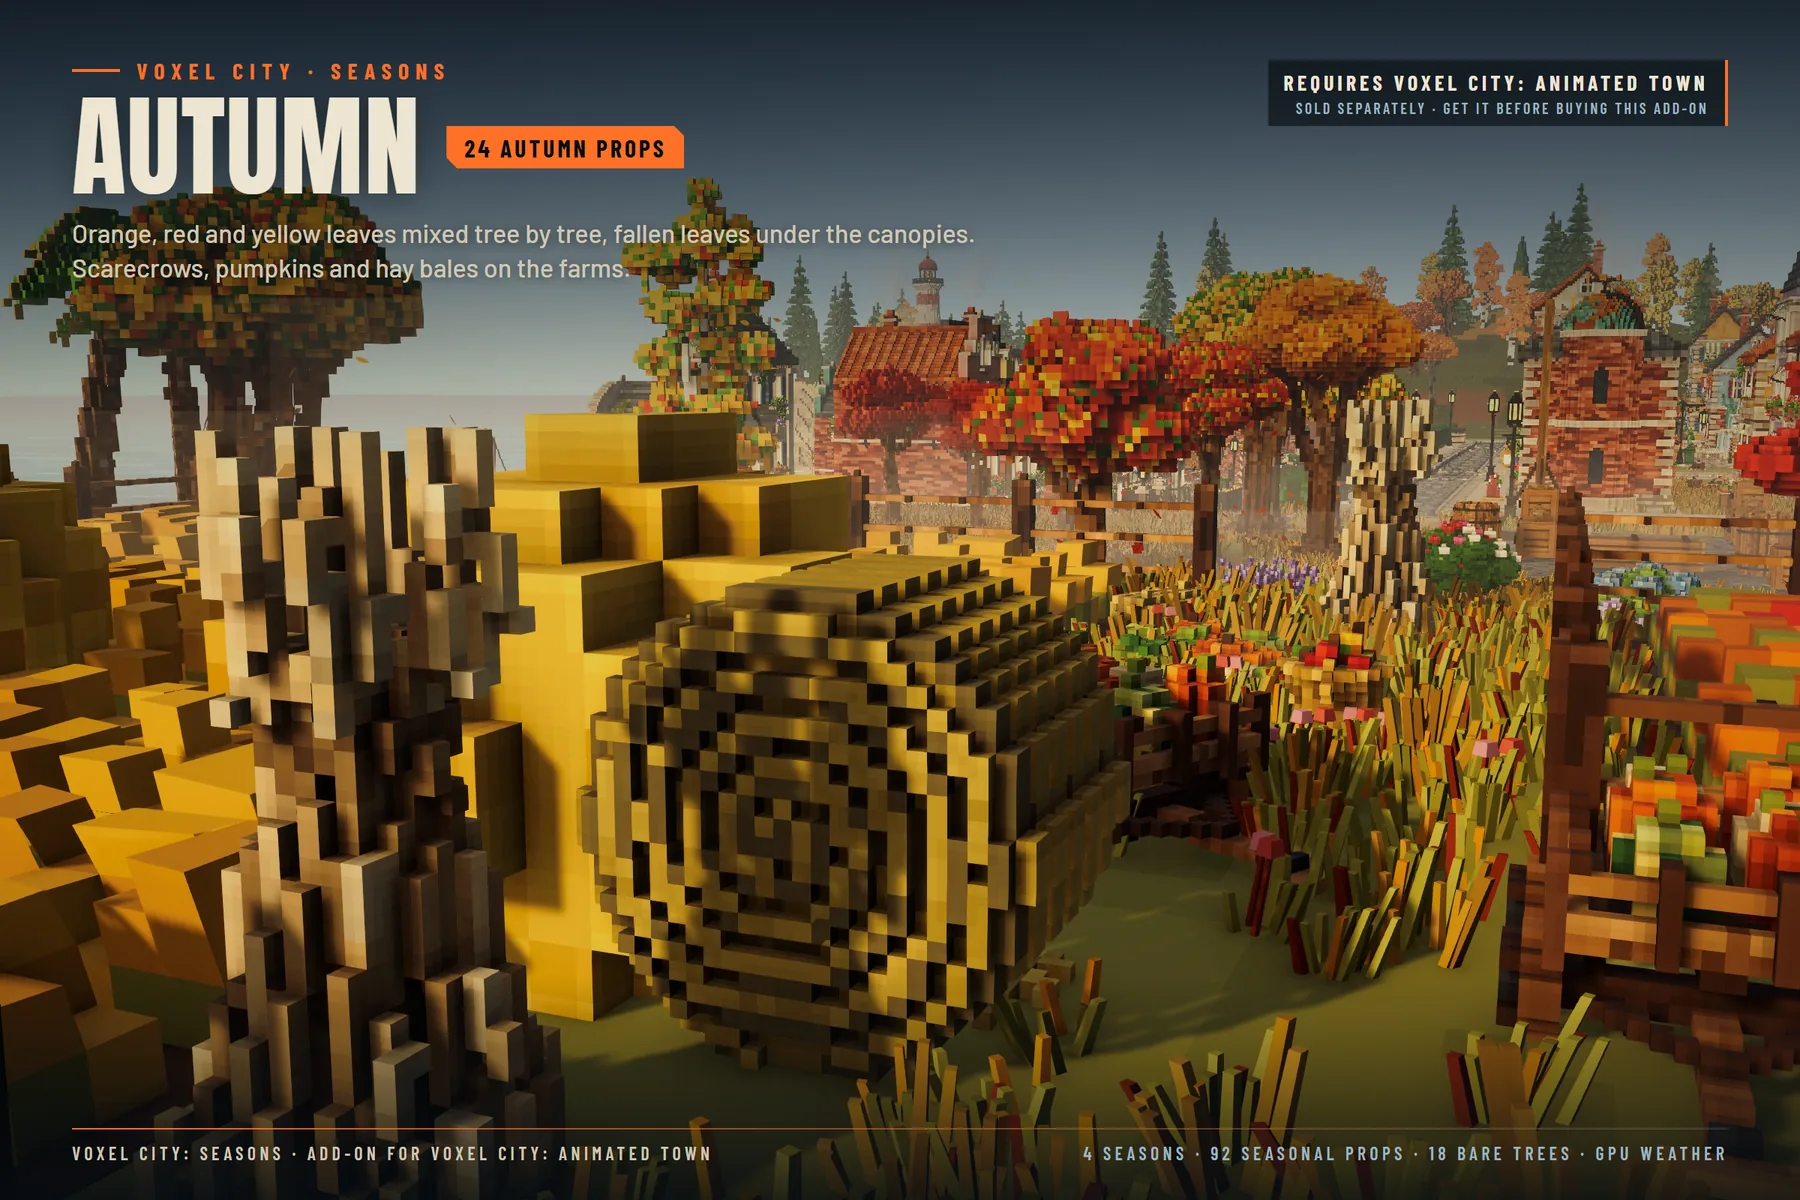 VOXEL CITY · SEASONS
AUTUMN
24 AUTUMN PROPS
Orange, red and yellow leaves mixed tree by tree, fallen leaves under the canopies.
Scarecrows, pumpkins and hay bales on the farms.
REQUIRES VOXEL CITY: ANIMATED TOWN
SOLD SEPARATELY · GET IT BEFORE BUYING THIS ADD-ON
VOXEL CITY: SEASONS · ADD-ON FOR VOXEL CITY: ANIMATED TOWN
4 SEASONS · 92 SEASONAL PROPS · 18 BARE TREES · GPU WEATHER